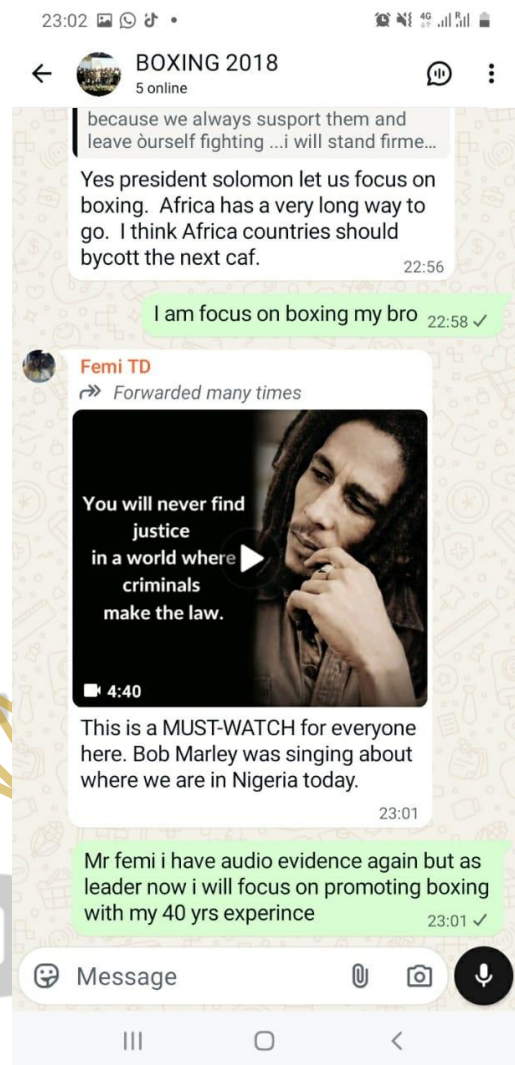 23:02
4G
R
BOXING 2018
5 online
because we always susport them and
leave òurself fighting ...i will stand firme...
Yes president solomon let us focus on
boxing. Africa has a very long way to
go. I think Africa countries should
bycott the next caf.
22:56
I am focus on boxing my bro 22:58
Femi TD
Forwarded many times
You will never find
justice
in a world where
criminals
make the law.
4:40
This is a MUST-WATCH for everyone
here. Bob Marley was singing about
where we are in Nigeria today.
23:01
Mr femi i have audio evidence again but as
leader now i will focus on promoting boxing
with my 40 yrs experince
23:01
Message